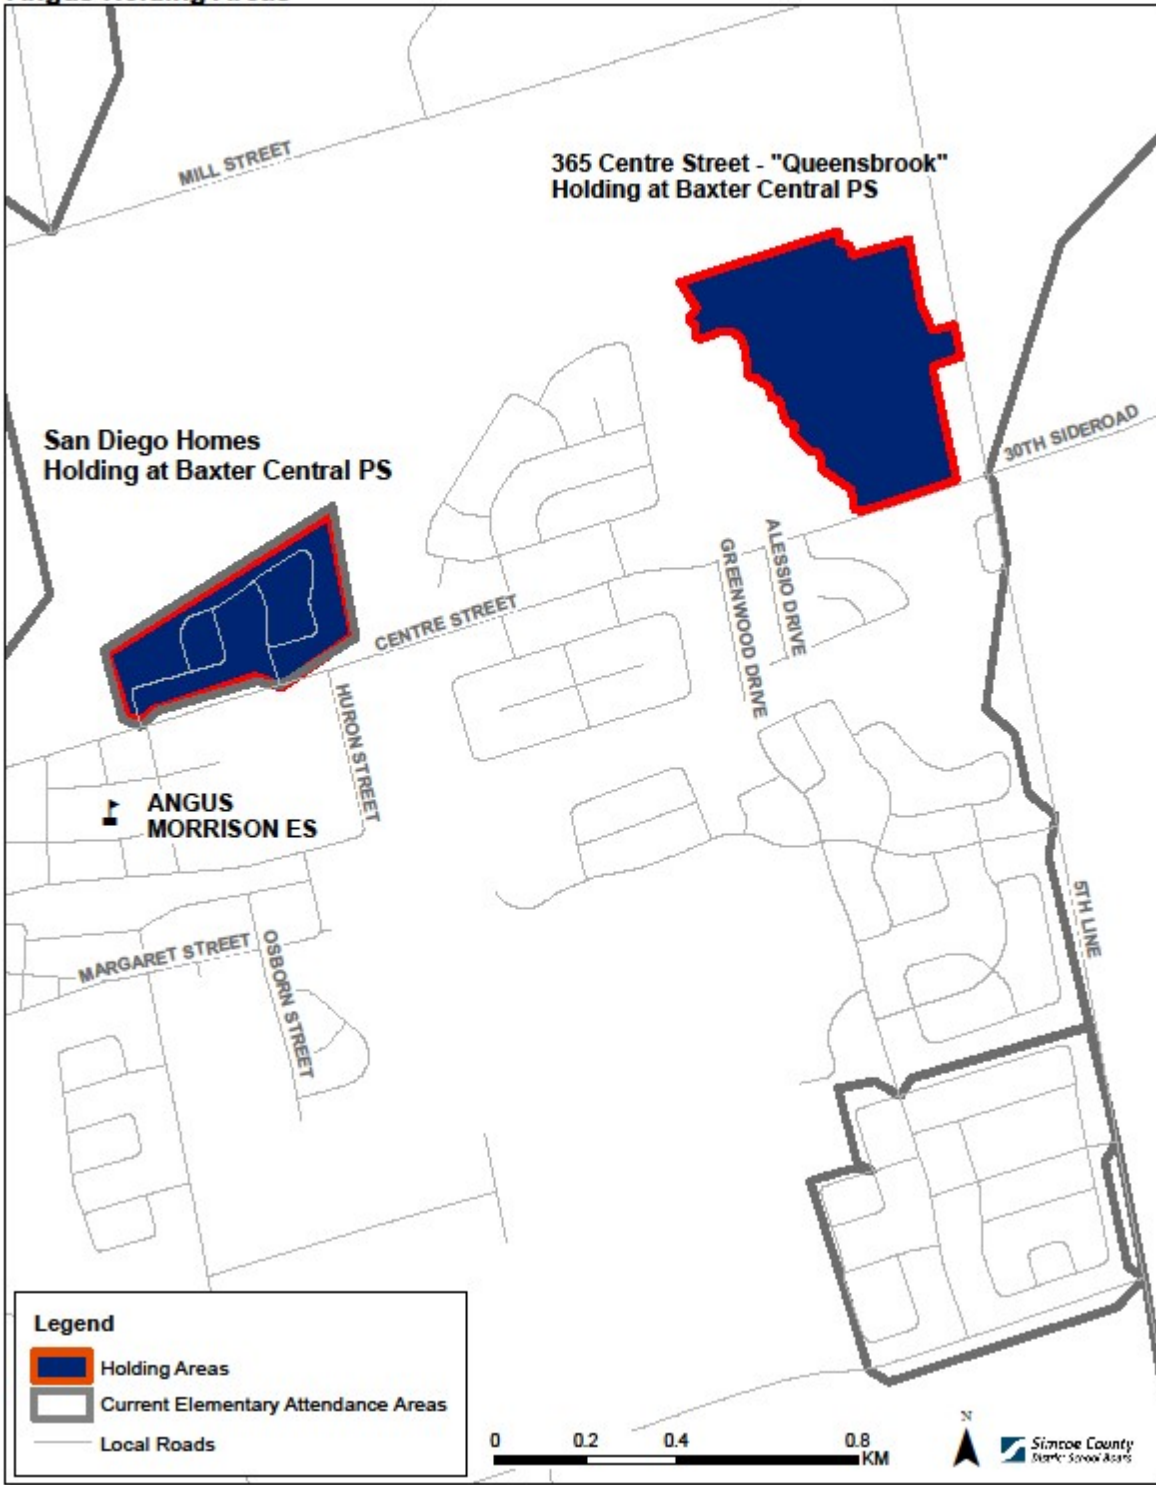 MILL STREET
365 Centre Street - "Queensbrook"
Holding at Baxter Central PS
30TH SIDEROAD
San Diego Homes
Holding at Baxter Central PS
ALESSIO DRIVE
GREENWOOD DRIVE
CENTRE STREET
HURON STREET
ANGUS
MORRISON ES
5TH LINE
MARGARET STREET
OSBORN STREET
Legend
Holding Areas
Current Elementary Attendance Areas
Local Roads
0 0.2 0.4 0.8
KM
N
Simcoe County
District School Board